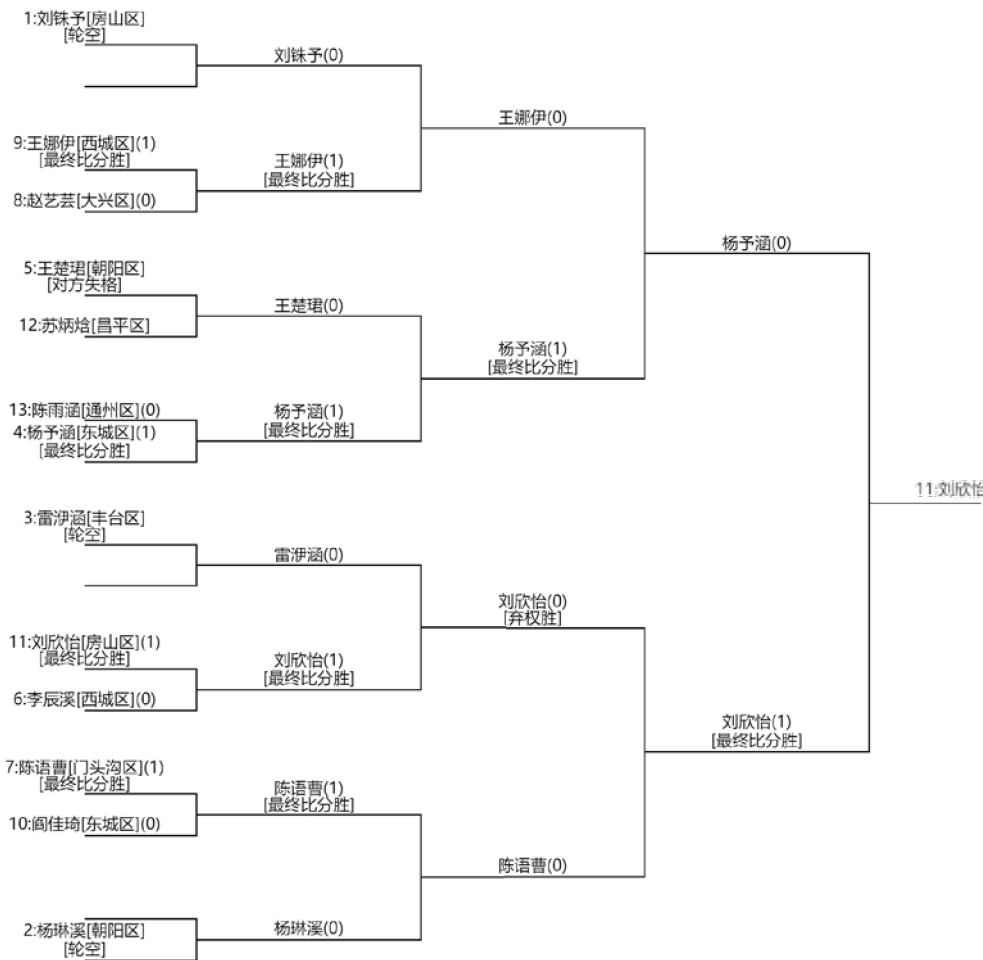 1:刘铢予[房山区]
[轮空]
刘铢予(0)
王娜伊(0)
9:王娜伊[西城区](1)
[最终比分胜]
王娜伊(1)
[最终比分胜]
8:赵艺芸[大兴区](0)
杨予涵(0)
5:王楚珺[朝阳区]
[对方失格]
王楚珺(0)
12:苏炳焓[昌平区]
杨予涵(1)
[最终比分胜]
13:陈雨涵[通州区](0)
杨予涵(1)
[最终比分胜]
4:杨予涵[东城区](1)
[最终比分胜]
11:刘欣怡
3:雷洢涵[丰台区]
[轮空]
雷洢涵(0)
刘欣怡(0)
[弃权胜]
11:刘欣怡[房山区](1)
[最终比分胜]
刘欣怡(1)
[最终比分胜]
6:李辰溪[西城区](0)
刘欣怡(1)
[最终比分胜]
7:陈语曹[门头沟区](1)
[最终比分胜]
陈语曹(1)
[最终比分胜]
10:阎佳琦[东城区](0)
陈语曹(0)
2:杨琳溪[朝阳区]
[轮空]
杨琳溪(0)